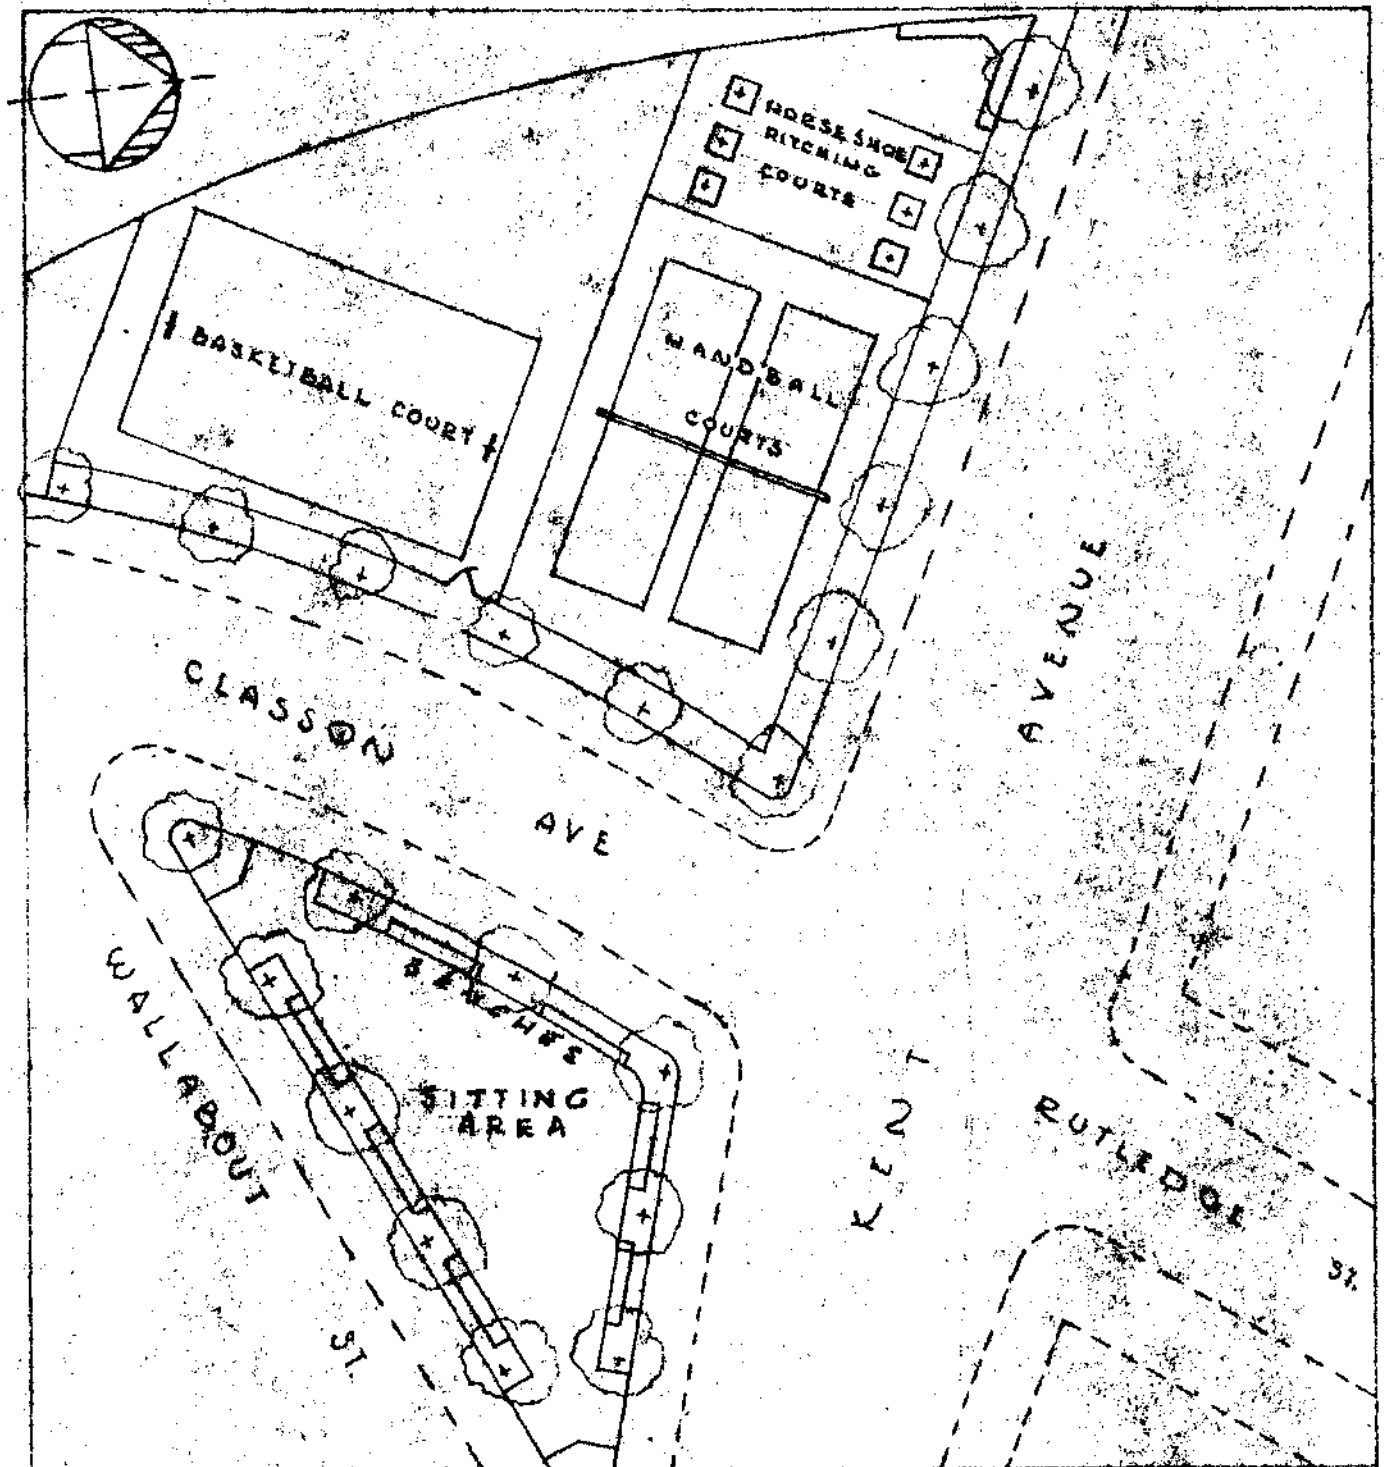 HORSESHOE
PITCHING
COURTS
BASKETBALL COURT
HANDBALL
COURTS
CLASSON
AVE
KENT
AVENUE
WALLABOUT
ST.
BENCHES
SITTING
AREA
RUTLEDGE
ST.